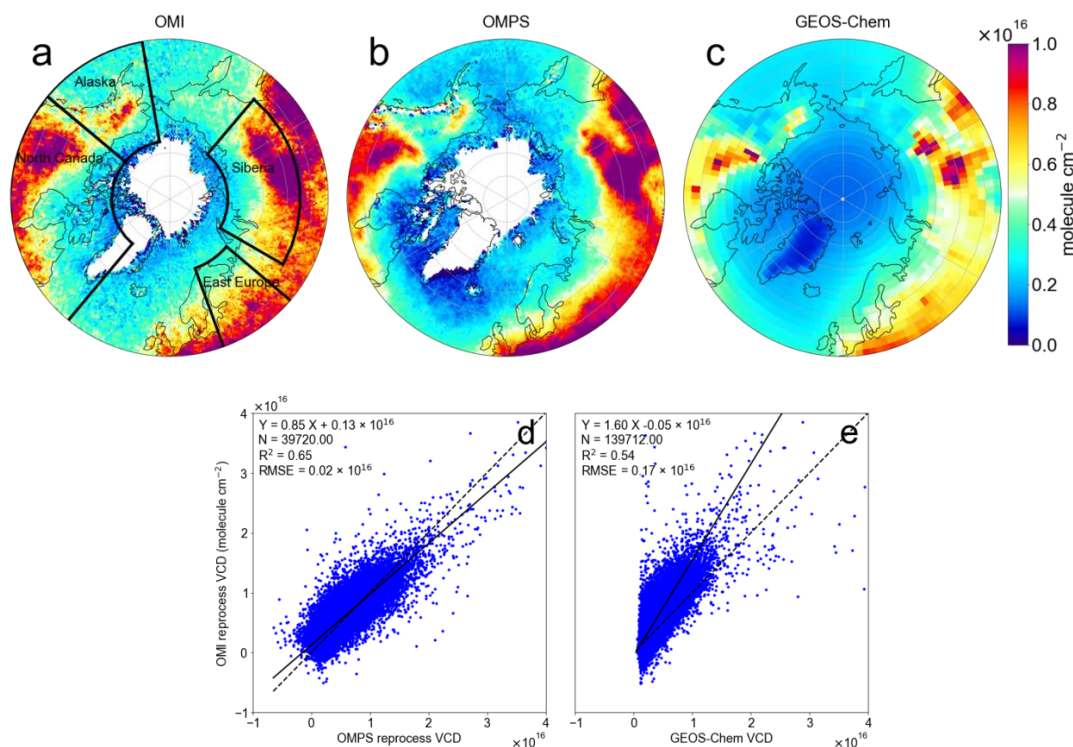 OMI
OMPS
GEOS-Chem
×10¹⁶
a
b
c
Alaska
North Canada
Siberia
East Europe
1.0
0.8
0.6
0.4
0.2
0.0
molecule cm⁻²
×10¹⁶
Y = 0.85 X + 0.13 × 10¹⁶
N = 39720.00
R² = 0.65
RMSE = 0.02 × 10¹⁶
d
Y = 1.60 X -0.05 × 10¹⁶
N = 139712.00
R² = 0.54
RMSE = 0.17 × 10¹⁶
e
OMI reprocess VCD (molecule cm⁻²)
4
3
2
1
0
−1
−1 0 1 2 3 4
OMPS reprocess VCD
×10¹⁶
−1 0 1 2 3 4
GEOS-Chem VCD
×10¹⁶